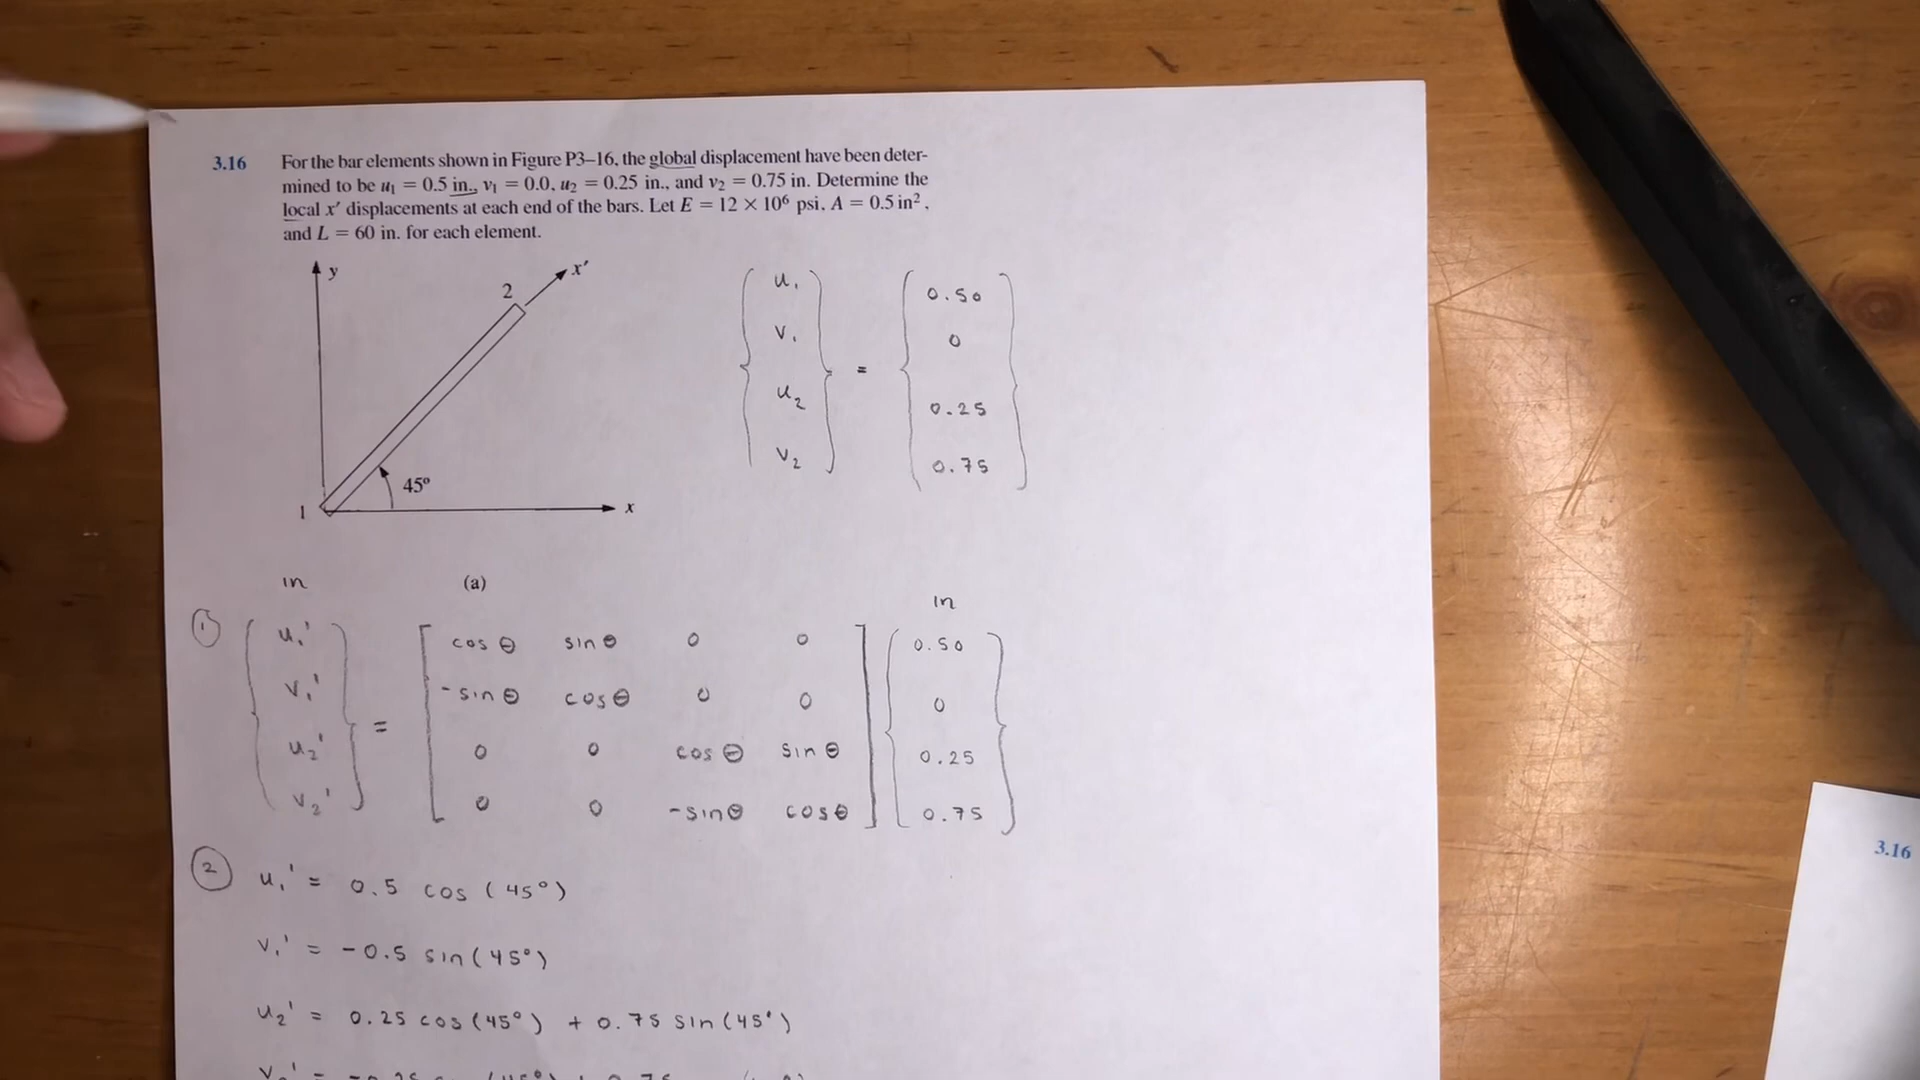 3.16 For the bar elements shown in Figure P3–16, the global displacement have been deter-
mined to be u₁ = 0.5 in., v₁ = 0.0, u₂ = 0.25 in., and v₂ = 0.75 in. Determine the
local x′ displacements at each end of the bars. Let E = 12 × 10⁶ psi, A = 0.5 in²,
and L = 60 in. for each element.
y
2
x′
45°
1
x
(a)
u₁
v₁
u₂
v₂
=
0.50
0
0.25
0.75
in
in
① u₁' cos θ sin θ 0 0 0.50
v₁' -sin θ cos θ 0 0 0
=
u₂' 0 0 cos θ sin θ 0.25
v₂' 0 0 -sin θ cos θ 0.75
② u₁' = 0.5 cos (45°)
v₁' = -0.5 sin(45°)
u₂' = 0.25 cos(45°) + 0.75 sin(45°)
3.16